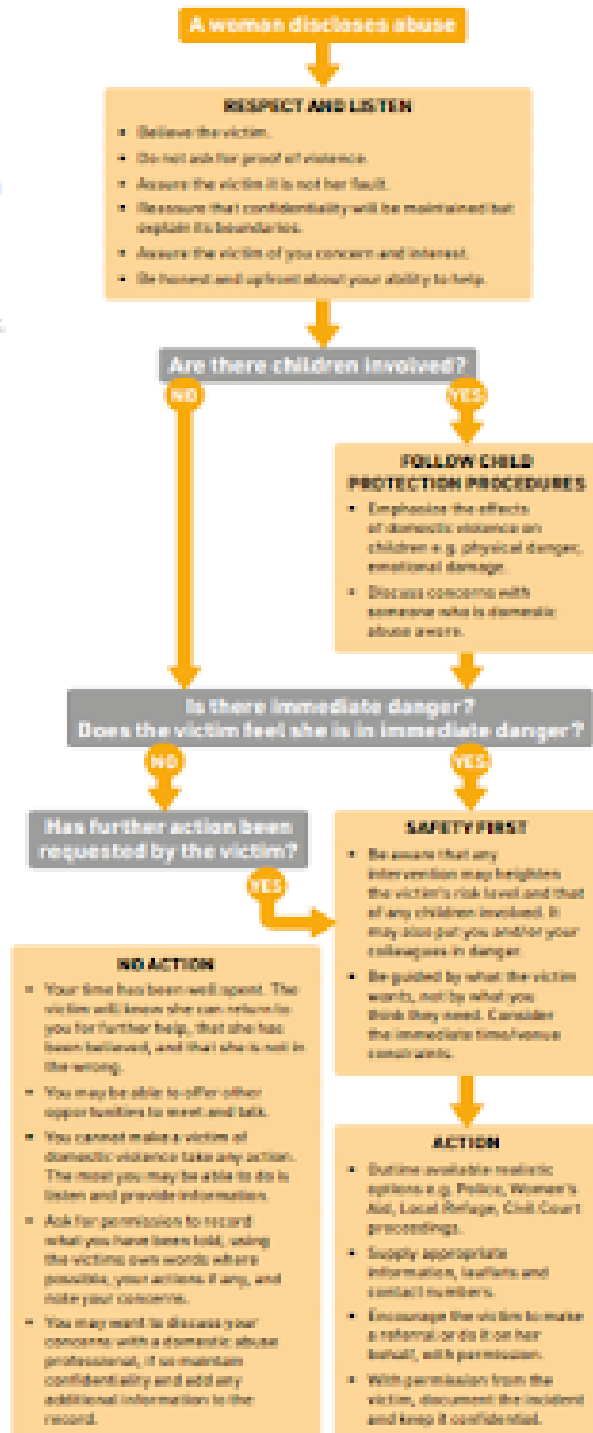 A woman discloses abuse
RESPECT AND LISTEN
• Believe the victim.
• Do not ask for proof of violence.
• Assure the victim it is not her fault.
• Reassure that confidentiality will be maintained but
explain its boundaries.
• Assure the victim of you concern and interest.
• Be honest and upfront about your ability to help.
Are there children involved?
NO
YES
FOLLOW CHILD
PROTECTION PROCEDURES
• Emphasise the effects
of domestic violence on
children e.g. physical danger,
emotional damage.
• Discuss concerns with
someone who is domestic
abuse aware.
Is there immediate danger?
Does the victim feel she is in immediate danger?
NO
YES
Has further action been
requested by the victim?
YES
SAFETY FIRST
• Be aware that any
intervention may heighten
the victim's risk level and that
of any children involved. It
may also put you and/or your
colleagues in danger.
• Be guided by what the victim
wants, not by what you
think they need. Consider
the immediate time/venue
constraints.
NO ACTION
• Your time has been well spent. The
victim will know she can return to
you for further help, that she has
been believed, and that she is not in
the wrong.
• You may be able to offer other
opportunities to meet and talk.
• You cannot make a victim of
domestic violence take any action.
The most you may be able to do is
listen and provide information.
• Ask for permission to record
what you have been told, using
the victims own words where
possible, your actions if any, and
note your concerns.
• You may want to discuss your
concerns with a domestic abuse
professional, if so maintain
confidentiality and add any
additional information to the
record.
ACTION
• Outline available realistic
options e.g. Police, Women's
Aid, Local Refuge, Civil Court
proceedings.
• Supply appropriate
information, leaflets and
contact numbers.
• Encourage the victim to make
a referral or do it on her
behalf, with permission.
• With permission from the
victim, document the incident
and keep it confidential.